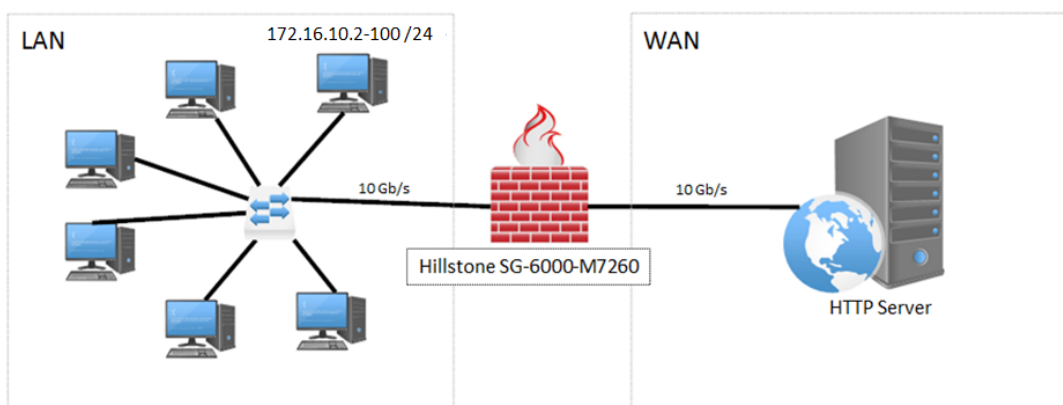 LAN
172.16.10.2-100 /24
WAN
10 Gb/s
10 Gb/s
Hillstone SG-6000-M7260
HTTP Server